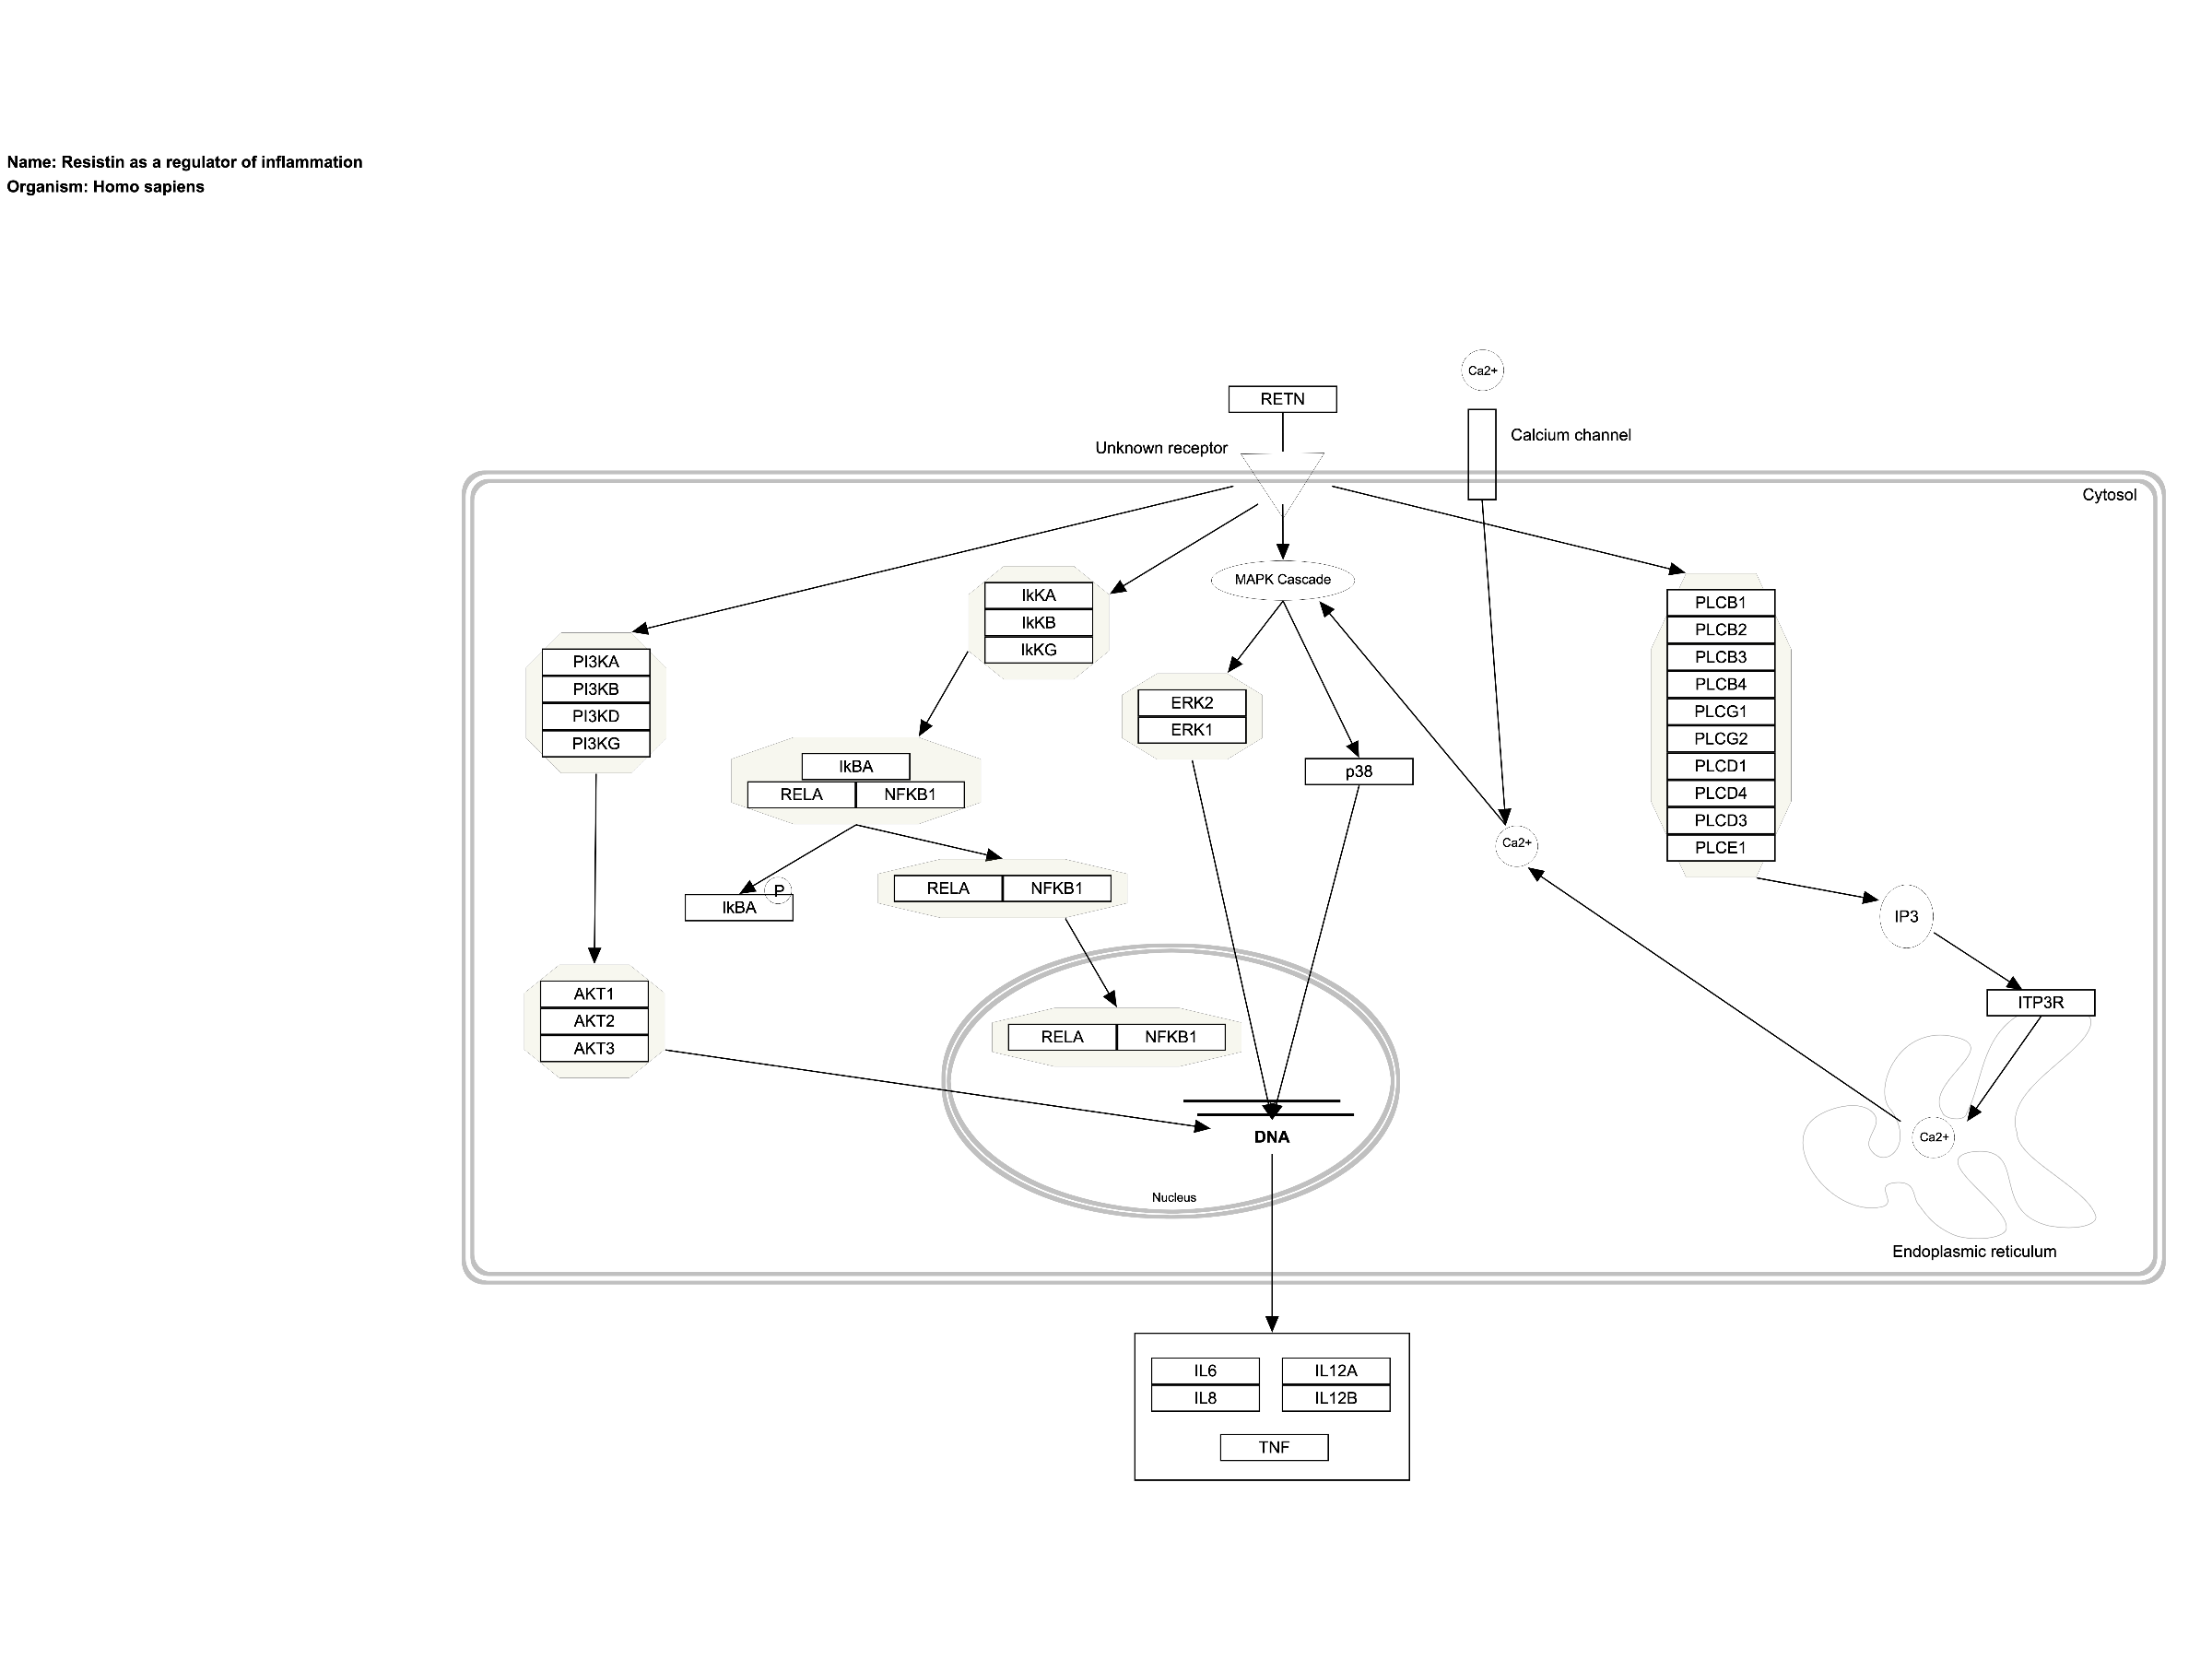 Name: Resistin as a regulator of inflammation
Organism: Homo sapiens
Ca2+
RETN
Calcium channel
Unknown receptor
Cytosol
MAPK Cascade
IkKA
IkKB
IkKG
PLCB1
PLCB2
PLCB3
PLCB4
PLCG1
PLCG2
PLCD1
PLCD4
PLCD3
PLCE1
PI3KA
PI3KB
PI3KD
PI3KG
ERK2
ERK1
IkBA
RELA NFKB1
p38
Ca2+
P
IkBA
RELA NFKB1
IP3
AKT1
AKT2
AKT3
ITP3R
RELA NFKB1
DNA
Ca2+
Nucleus
Endoplasmic reticulum
IL6 IL12A
IL8 IL12B
TNF